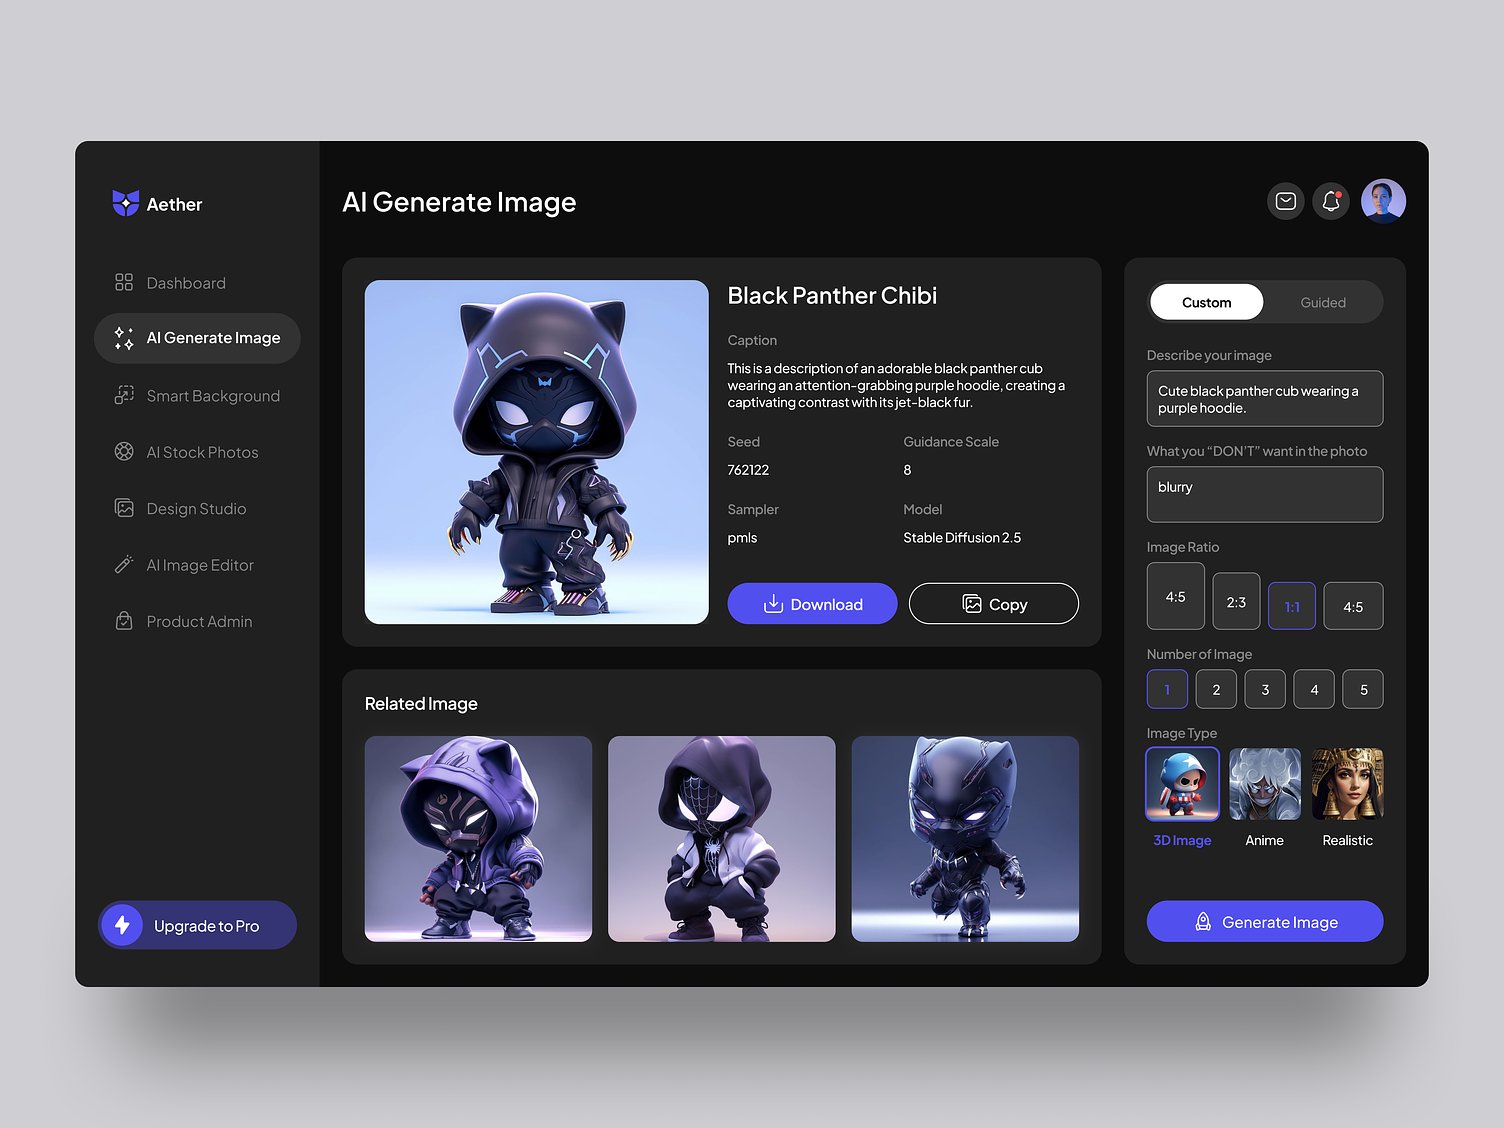 Aether
Dashboard
AI Generate Image
Smart Background
AI Stock Photos
Design Studio
AI Image Editor
Product Admin
Upgrade to Pro
AI Generate Image
Black Panther Chibi
Caption
This is a description of an adorable black panther cub
wearing an attention-grabbing purple hoodie, creating a
captivating contrast with its jet-black fur.
Seed
Guidance Scale
762122
8
Sampler
Model
pmls
Stable Diffusion 2.5
Download
Copy
Related Image
Custom
Guided
Describe your image
Cute black panther cub wearing a
purple hoodie.
What you “DON’T” want in the photo
blurry
Image Ratio
4:5
2:3
1:1
4:5
Number of Image
1
2
3
4
5
Image Type
3D Image
Anime
Realistic
Generate Image